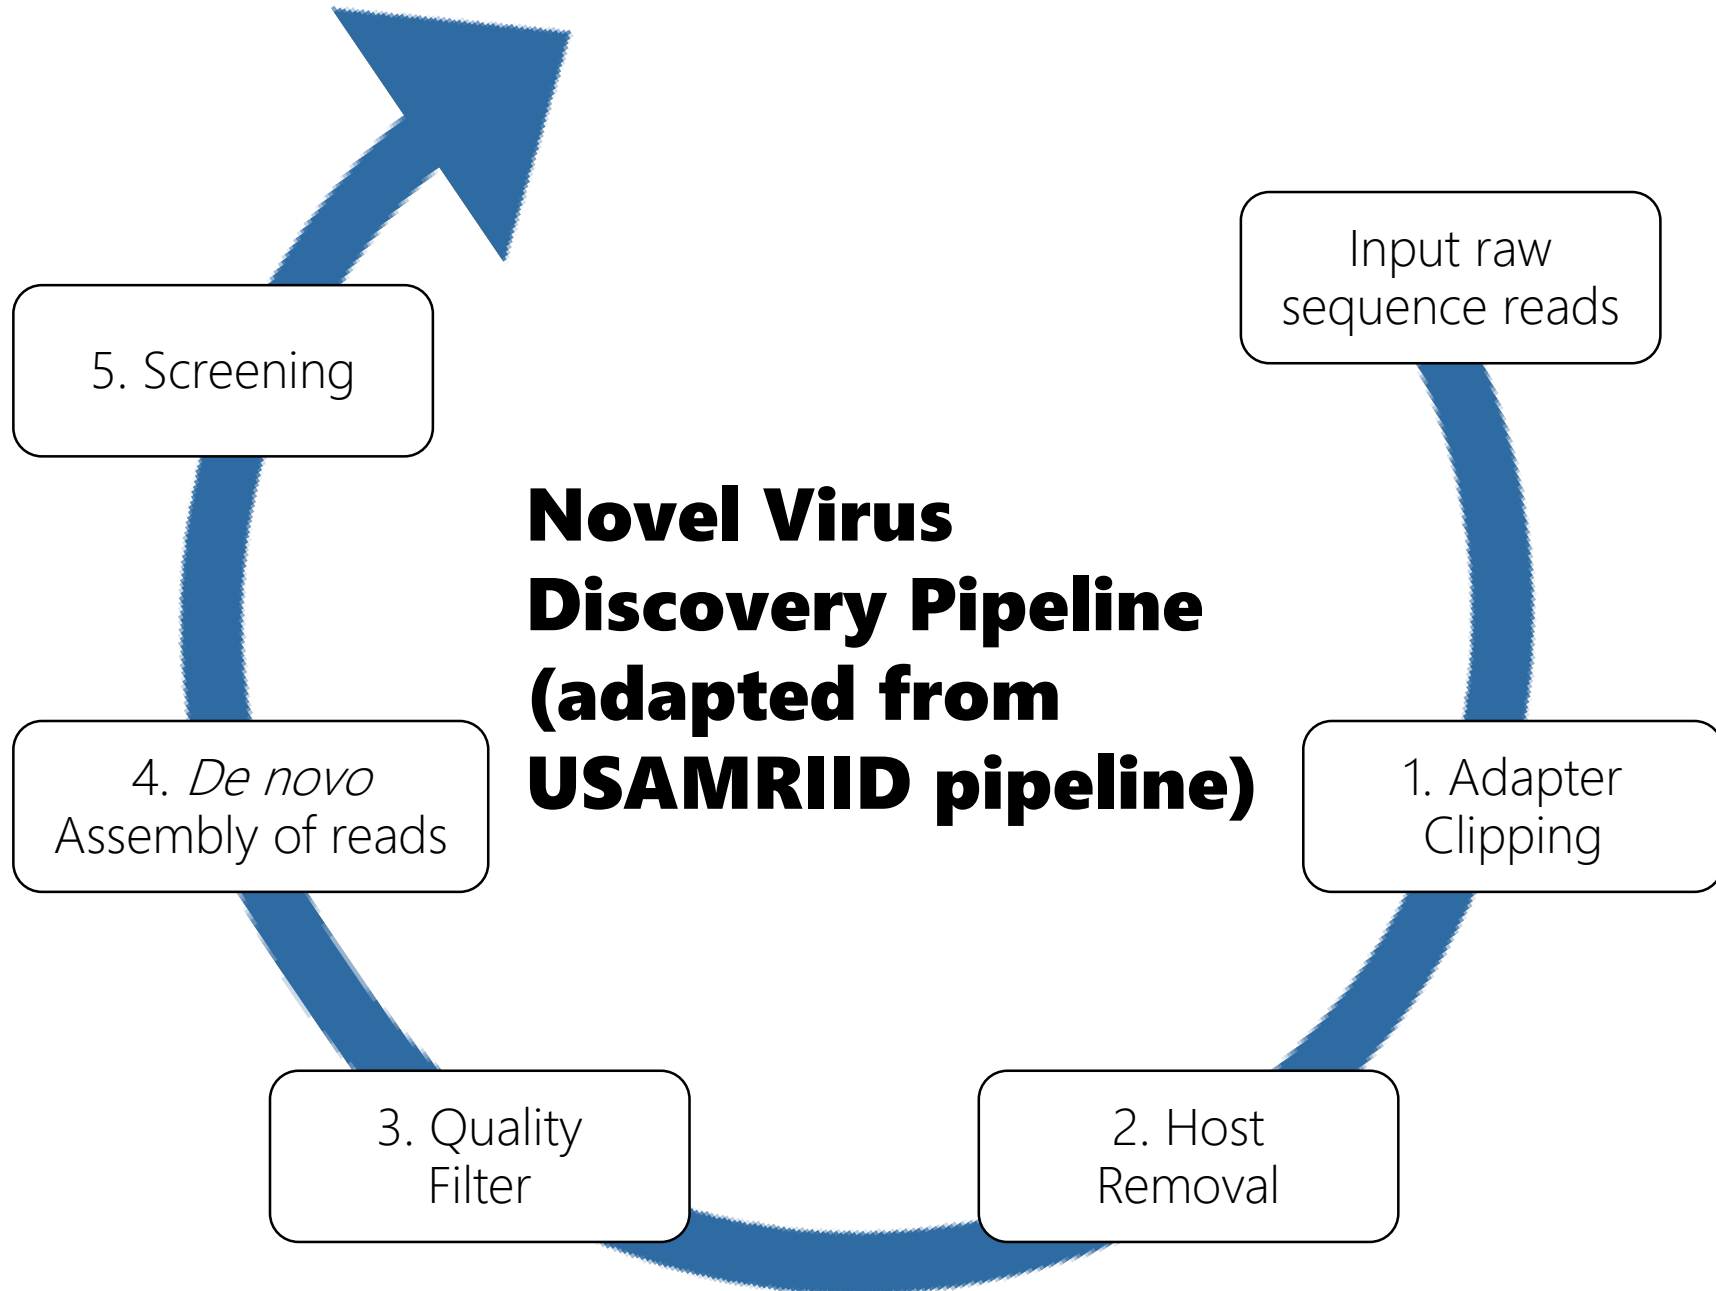 Input raw
sequence reads
1. Adapter
Clipping
2. Host
Removal
3. Quality
Filter
4. De novo
Assembly of reads
5. Screening
Novel Virus
Discovery Pipeline
(adapted from
USAMRIID pipeline)